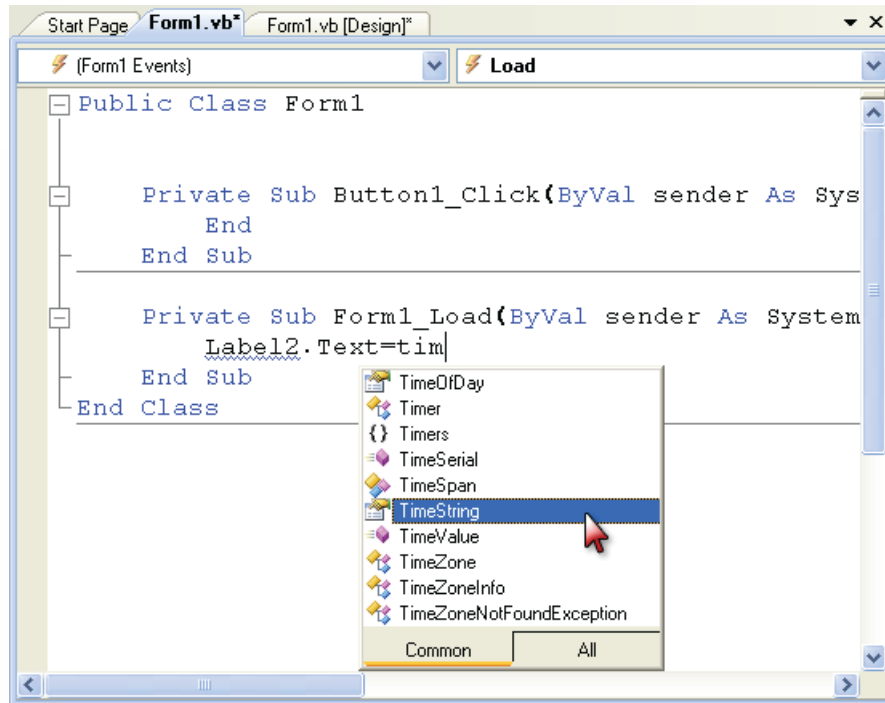 Start Page Form1.vb* Form1.vb [Design]*
(Form1 Events) Load
Public Class Form1
Private Sub Button1_Click(ByVal sender As Sys
End
End Sub
Private Sub Form1_Load(ByVal sender As System
Label2.Text=tim
End Sub
End Class
TimeOfDay
Timer
{} Timers
TimeSerial
TimeSpan
TimeString
TimeValue
TimeZone
TimeZoneInfo
TimeZoneNotFoundException
Common All